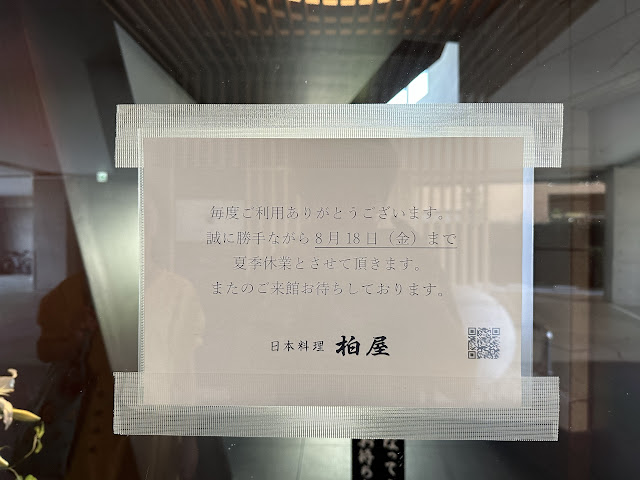 毎度ご利用ありがとうございます。
誠に勝手ながら8月18日（金）まで
夏季休業とさせて頂きます。
またのご来館お待ちしております。
日本料理 柏屋